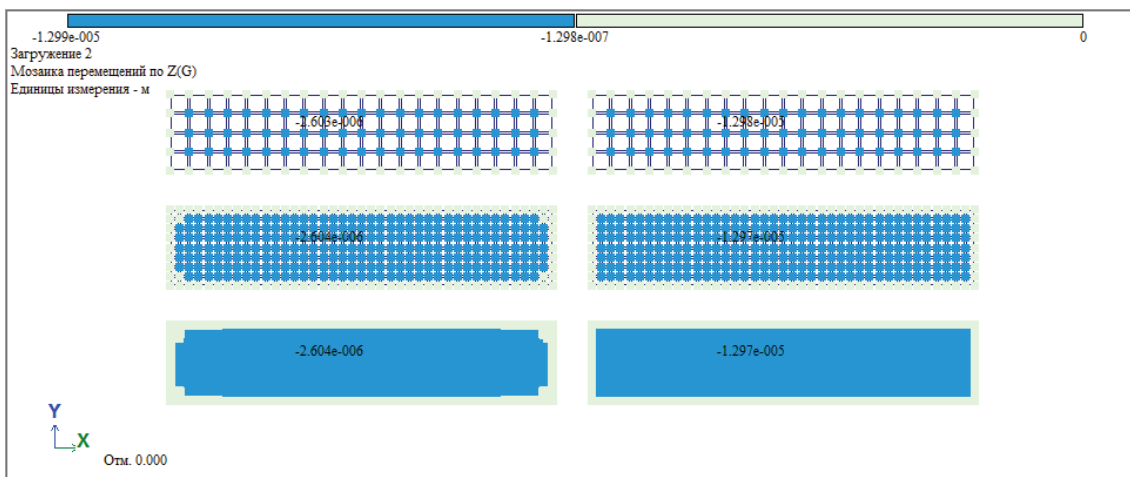 -1.299e-005 -1.298e-007 0
Загружение 2
Мозаика перемещений по Z(G)
Единицы измерения - м
-2.603e-006 -1.298e-005
-2.604e-006 -1.297e-005
-2.604e-006 -1.297e-005
Y
X
Отм. 0.000